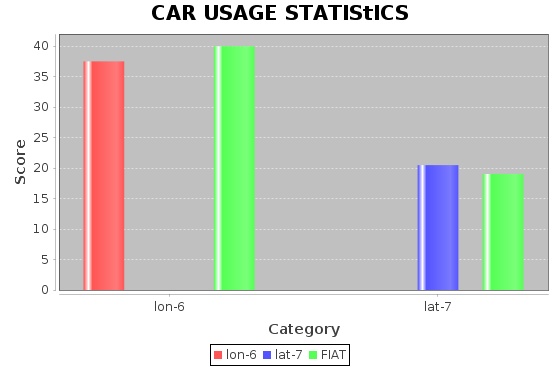 CAR USAGE STATIStICS
Score
40
35
30
25
20
15
10
5
0
lon-6 lat-7
Category
lon-6 lat-7 FIAT